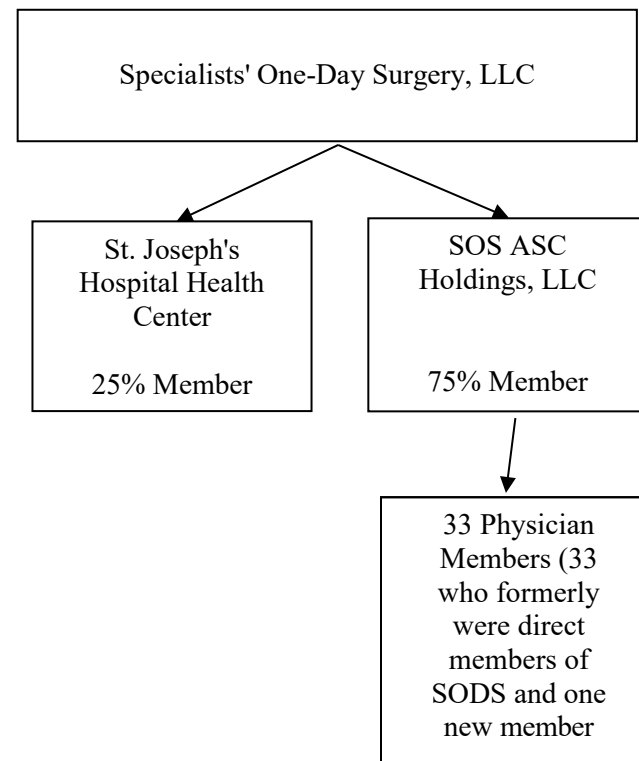 Specialists' One-Day Surgery, LLC
St. Joseph's
Hospital Health
Center
25% Member
SOS ASC
Holdings, LLC
75% Member
33 Physician
Members (33
who formerly
were direct
members of
SODS and one
new member